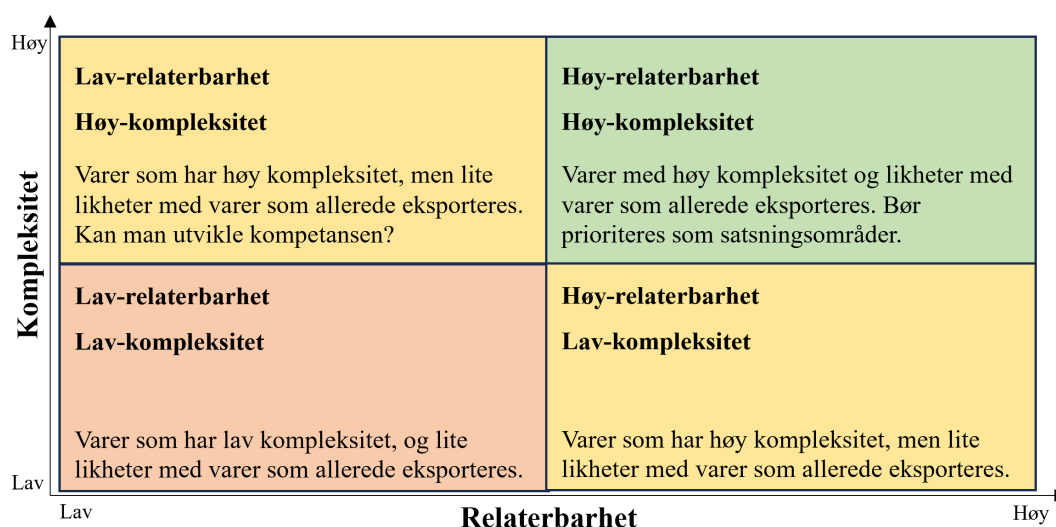 Høy
Lav-relaterbarhet
Høy-kompleksitet
Varer som har høy kompleksitet, men lite
likheter med varer som allerede eksporteres.
Kan man utvikle kompetansen?
Høy-relaterbarhet
Høy-kompleksitet
Varer med høy kompleksitet og likheter med
varer som allerede eksporteres. Bør
prioriteres som satsningsområder.
Kompleksitet
Lav-relaterbarhet
Lav-kompleksitet
Varer som har lav kompleksitet, og lite
likheter med varer som allerede eksporteres.
Høy-relaterbarhet
Lav-kompleksitet
Varer som har høy kompleksitet, men lite
likheter med varer som allerede eksporteres.
Lav
Lav
Relaterbarhet
Høy